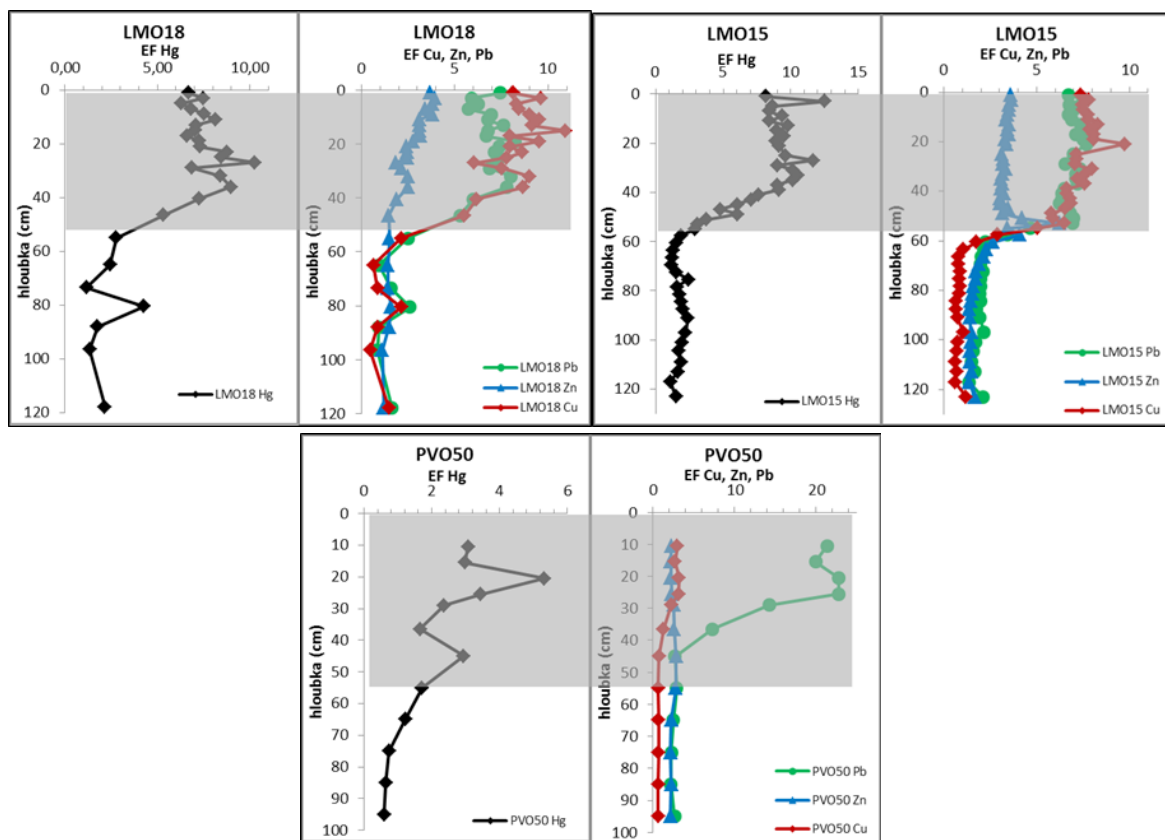 LMO18
EF Hg
0,00 5,00 10,00
0
20
40
60
80
100
120
hloubka (cm)
LMO18 Hg
LMO18
EF Cu, Zn, Pb
0 5 10
0
20
40
60
80
100
120
hloubka (cm)
LMO18 Pb
LMO18 Zn
LMO18 Cu
LMO15
EF Hg
0 5 10 15
0
20
40
60
80
100
120
hloubka (cm)
LMO15 Hg
LMO15
EF Cu, Zn, Pb
0 5 10
0
20
40
60
80
100
120
hloubka (cm)
LMO15 Pb
LMO15 Zn
LMO15 Cu
PVO50
EF Hg
0 2 4 6
0
10
20
30
40
50
60
70
80
90
100
hloubka (cm)
PVO50 Hg
PVO50
EF Cu, Zn, Pb
0 10 20
0
10
20
30
40
50
60
70
80
90
100
hloubka (cm)
PVO50 Pb
PVO50 Zn
PVO50 Cu